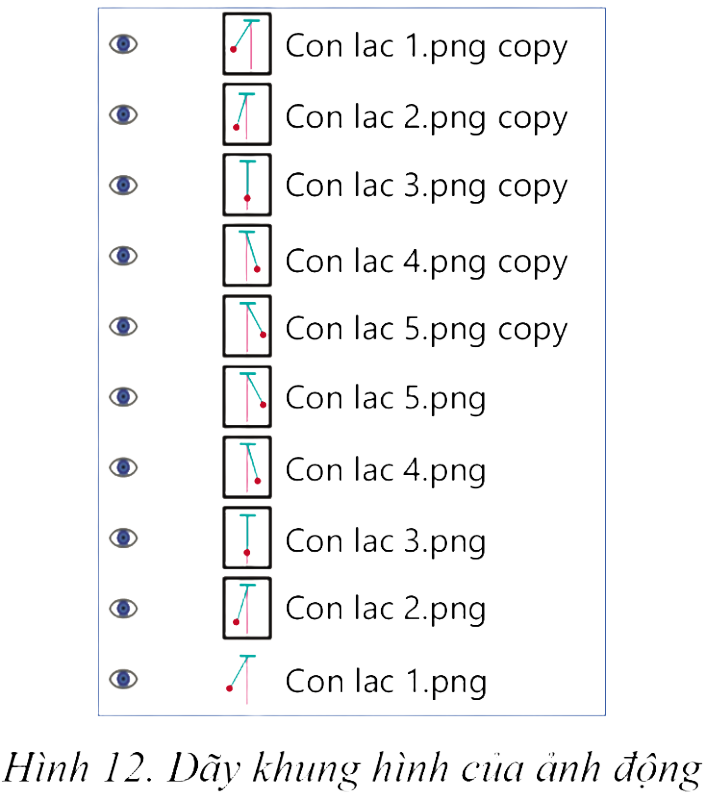 Con lac 1.png copy
Con lac 2.png copy
Con lac 3.png copy
Con lac 4.png copy
Con lac 5.png copy
Con lac 5.png
Con lac 4.png
Con lac 3.png
Con lac 2.png
Con lac 1.png
Hình 12. Dãy khung hình của ảnh động